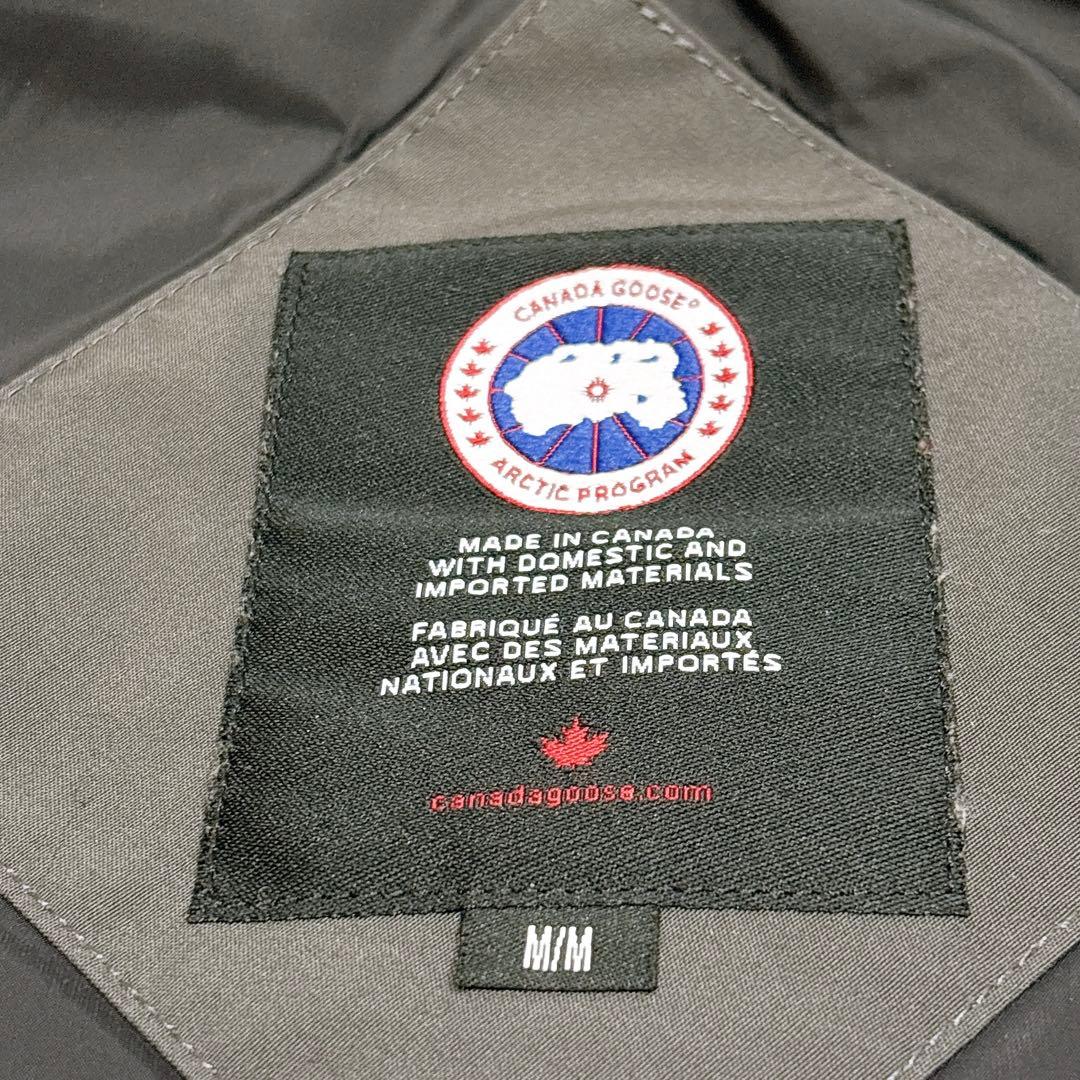 CANADA GOOSE®
ARCTIC PROGRAM
MADE IN CANADA
WITH DOMESTIC AND
IMPORTED MATERIALS
FABRIQUÉ AU CANADA
AVEC DES MATERIAUX
NATIONAUX ET IMPORTÉS
canadagoose.com
M/M